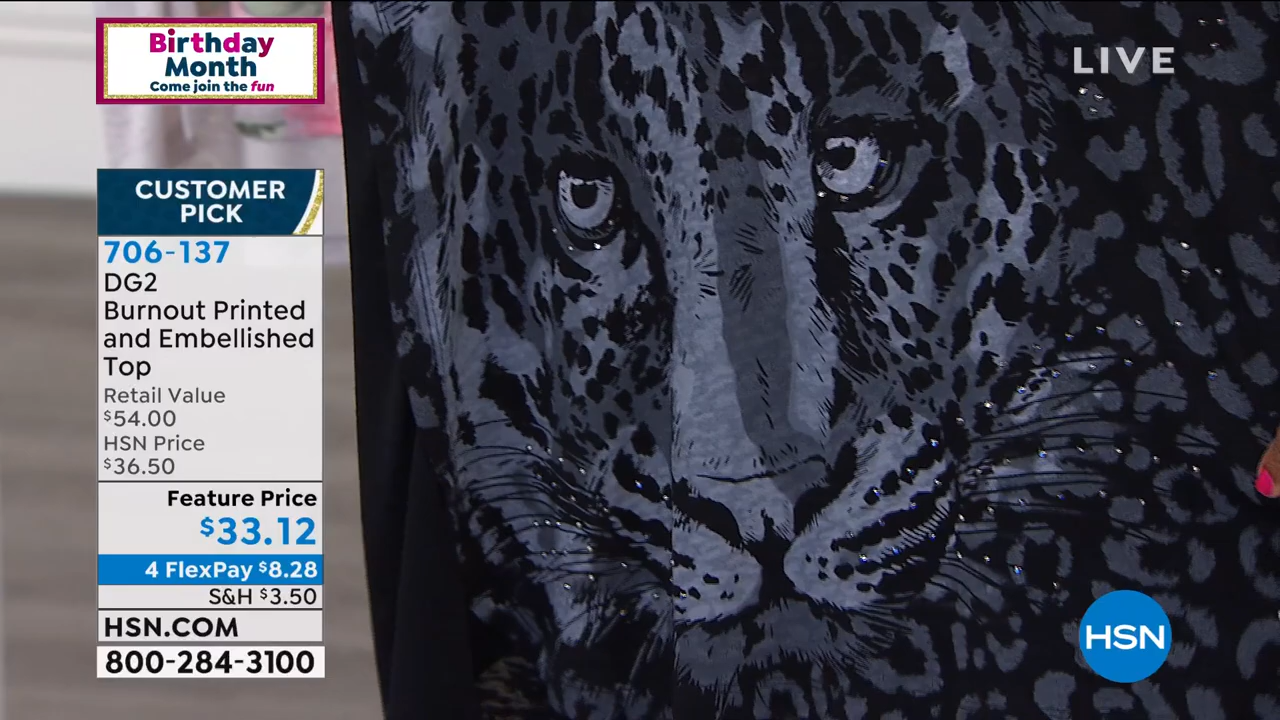 Birthday
Month
Come join the fun
LIVE
CUSTOMER
PICK
706-137
DG2
Burnout Printed
and Embellished
Top
Retail Value
$54.00
HSN Price
$36.50
Feature Price
$33.12
4 FlexPay $8.28
S&H $3.50
HSN.COM
800-284-3100
HSN